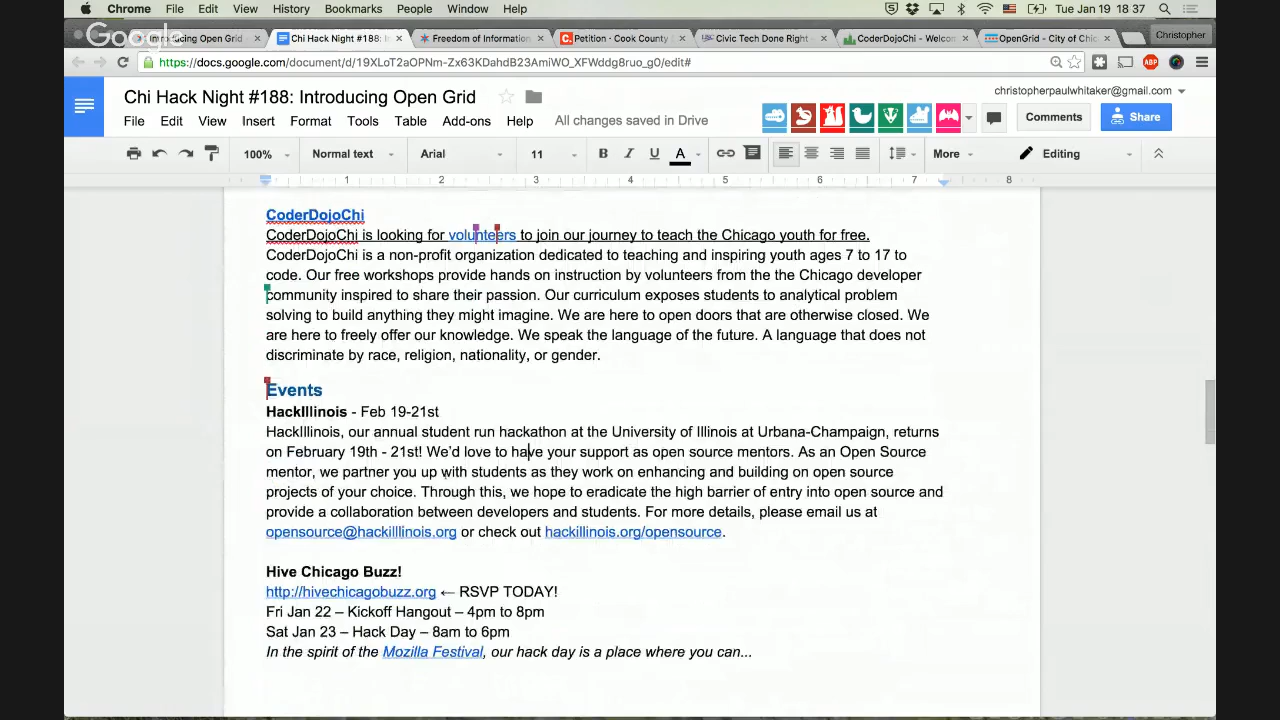 Chrome File Edit View History Bookmarks People Window Help Tue Jan 19 18 37
Google
Introducing Open Grid Chi Hack Night #188: Freedom of Information Petition - Cook County Civic Tech Done Right - CoderDojoChi - Welcom OpenGrid - City of Chic Christopher
https://docs.google.com/document/d/19XLoT2aOPNm-Zx63KDahdB23AmiWO_XFWddg8ruo_g0/edit#
Chi Hack Night #188: Introducing Open Grid
christopherpaulwhitaker@gmail.com
File Edit View Insert Format Tools Table Add-ons Help All changes saved in Drive Comments Share
100% Normal text Arial 11 B I U A More Editing
1 2 3 4 5 6 7 8
CoderDojoChi
CoderDojoChi is looking for volunteers to join our journey to teach the Chicago youth for free.
CoderDojoChi is a non-profit organization dedicated to teaching and inspiring youth ages 7 to 17 to
code. Our free workshops provide hands on instruction by volunteers from the the Chicago developer
community inspired to share their passion. Our curriculum exposes students to analytical problem
solving to build anything they might imagine. We are here to open doors that are otherwise closed. We
are here to freely offer our knowledge. We speak the language of the future. A language that does not
discriminate by race, religion, nationality, or gender.
Events
HackIllinois - Feb 19-21st
HackIllinois, our annual student run hackathon at the University of Illinois at Urbana-Champaign, returns
on February 19th - 21st! We'd love to have your support as open source mentors. As an Open Source
mentor, we partner you up with students as they work on enhancing and building on open source
projects of your choice. Through this, we hope to eradicate the high barrier of entry into open source and
provide a collaboration between developers and students. For more details, please email us at
opensource@hackillinois.org or check out hackillinois.org/opensource.
Hive Chicago Buzz!
http://hivechicagobuzz.org ← RSVP TODAY!
Fri Jan 22 – Kickoff Hangout – 4pm to 8pm
Sat Jan 23 – Hack Day – 8am to 6pm
In the spirit of the Mozilla Festival, our hack day is a place where you can...